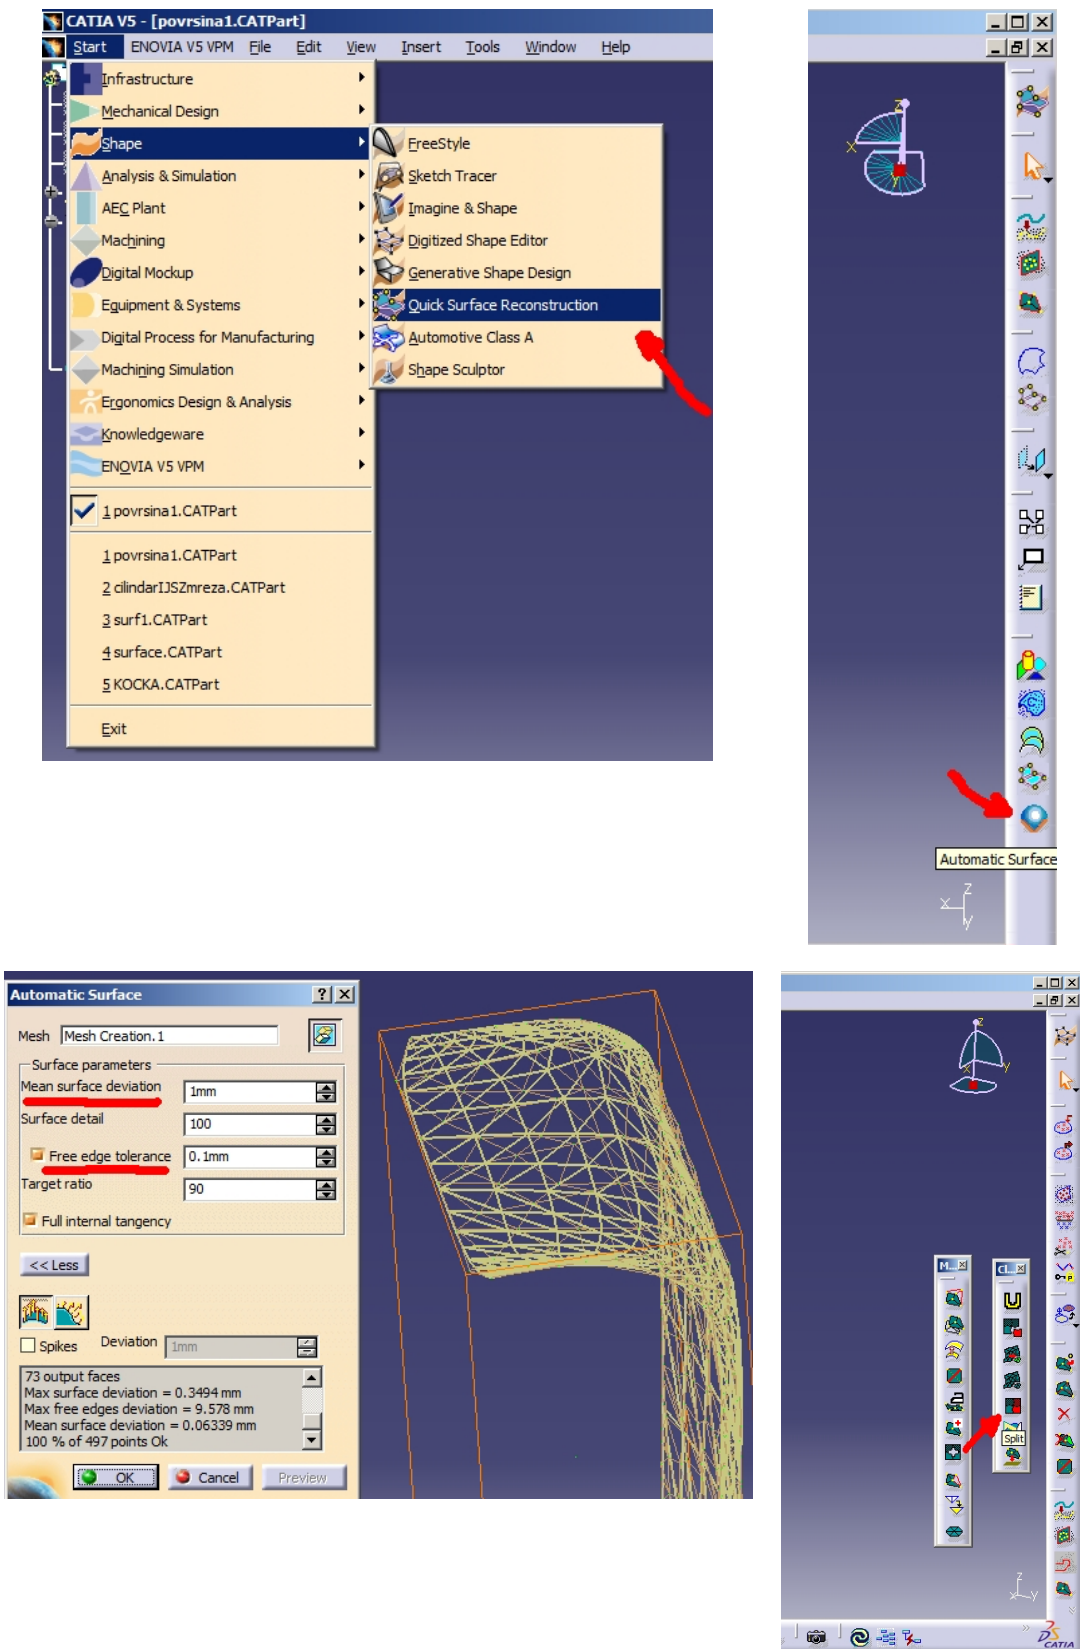 CATIA V5 - [povrsina1.CATPart]
Start ENOVIA V5 VPM File Edit View Insert Tools Window Help
Infrastructure
Mechanical Design
Shape
Analysis & Simulation
AEC Plant
Machining
Digital Mockup
Equipment & Systems
Digital Process for Manufacturing
Machining Simulation
Ergonomics Design & Analysis
Knowledgeware
ENOVIA V5 VPM
1 povrsina1.CATPart
1 povrsina1.CATPart
2 cilindarIJSZmreza.CATPart
3 surf1.CATPart
4 surface.CATPart
5 KOCKA.CATPart
Exit
FreeStyle
Sketch Tracer
Imagine & Shape
Digitized Shape Editor
Generative Shape Design
Quick Surface Reconstruction
Automotive Class A
Shape Sculptor
z
x
y
Automatic Surface
z
x
y
Automatic Surface
Mesh Mesh Creation.1
Surface parameters
Mean surface deviation 1mm
Surface detail 100
Free edge tolerance 0.1mm
Target ratio 90
Full internal tangency
<< Less
Spikes Deviation 1mm
73 output faces
Max surface deviation = 0.3494 mm
Max free edges deviation = 9.578 mm
Mean surface deviation = 0.06339 mm
100 % of 497 points Ok
OK Cancel Preview
z
x y
M... Cl...
Split
z
x y
CATIA